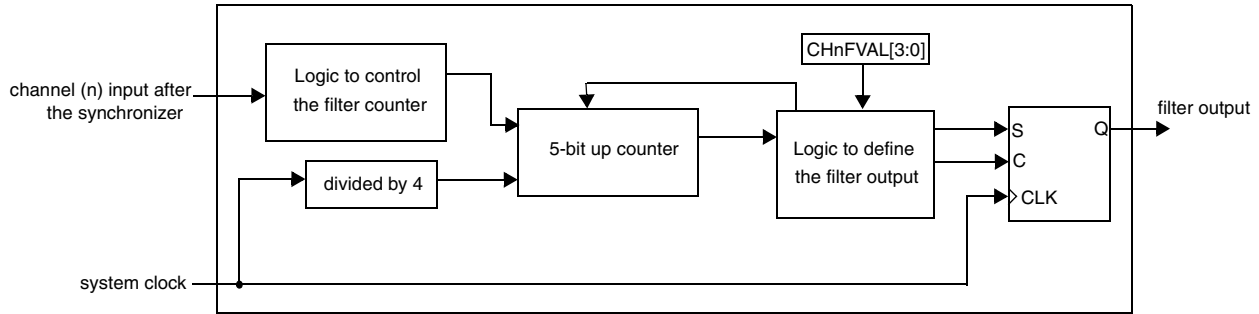 CHnFVAL[3:0]
channel (n) input after
the synchronizer
Logic to control
the filter counter
5-bit up counter
Logic to define
the filter output
S
Q
C
CLK
filter output
divided by 4
system clock